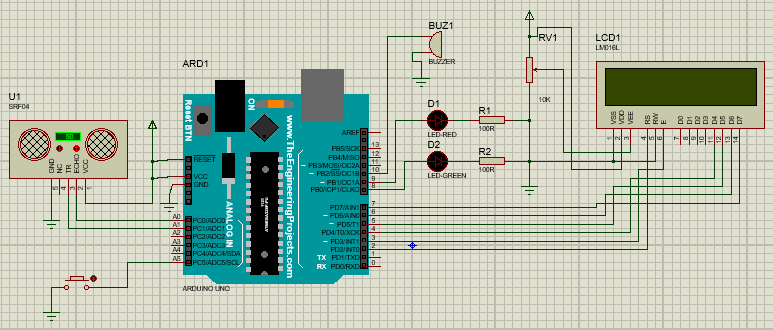 BUZ1
BUZZER
RV1
10K
LCD1
LM016L
VSS
VDD
VEE
RS
RW
E
D0
D1
D2
D3
D4
D5
D6
D7
1
2
3
4
5
6
7
8
9
10
11
12
13
14
U1
SRF04
GND
NC
TR
ECHO
VCC
5
4
3
2
1
ARD1
Reset BTN
ON
www.TheEngineeringProjects.com
ANALOG IN
RESET
VCC
GND
A0
A1
A2
A3
A4
A5
PC0/ADC0
PC1/ADC1
PC2/ADC2
PC3/ADC3
PC4/ADC4/SDA
PC5/ADC5/SCL
AREF
PB5/SCK
PB4/MISO
~ PB3/MOSI/OC2A
~ PB2/SS/OC1B
~ PB1/OC1A
PB0/ICP1/CLKO
13
12
11
10
9
8
PD7/AIN1
~ PD6/AIN0
~ PD5/T1
PD4/T0/XCK
~ PD3/INT1
PD2/INT0
TX PD1/TXD
RX PD0/RXD
7
6
5
4
3
2
1
0
ARDUINO UNO
D1
LED-RED
R1
100R
D2
LED-GREEN
R2
100R